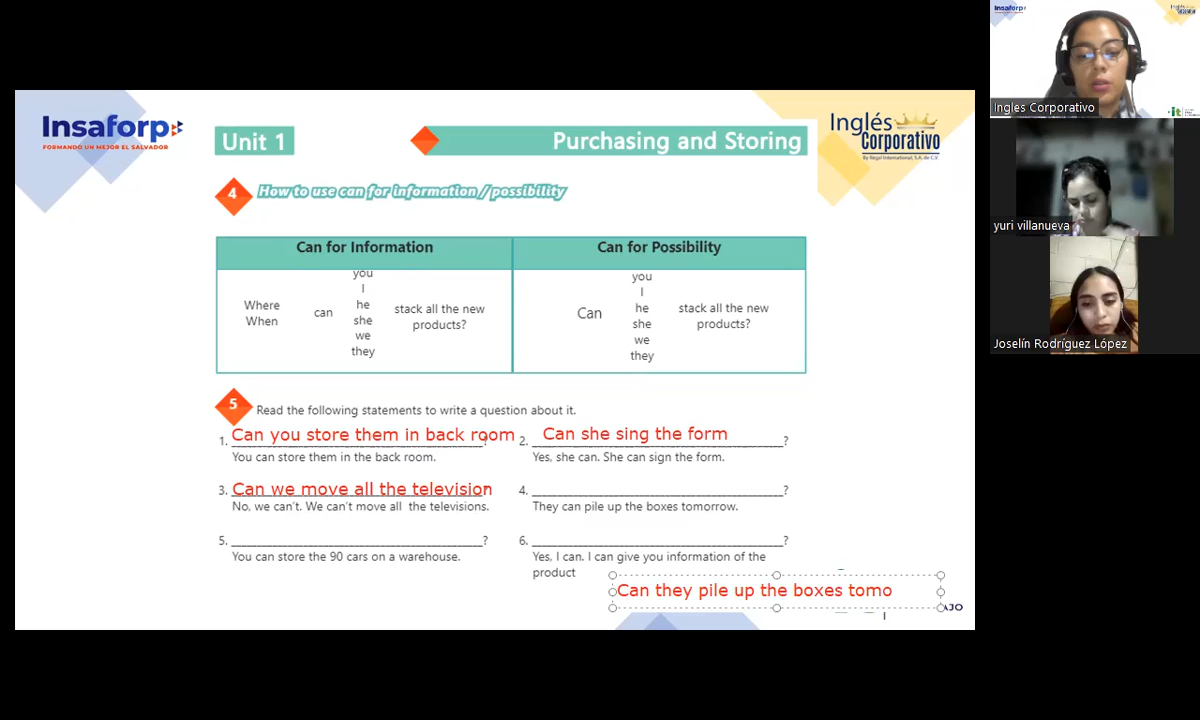 Insaforp
FORMANDO UN MEJOR EL SALVADOR
Unit 1
Purchasing and Storing
Inglés
Corporativo
By Regal International, S.A. de C.V.
4
How to use can for information / possibility
Can for Information
Can for Possibility
Where
When
can
you
I
he
she
we
they
stack all the new
products?
Can
you
I
he
she
we
they
stack all the new
products?
5
Read the following statements to write a question about it.
1. Can you store them in back room ?
You can store them in the back room.
2. Can she sing the form ?
Yes, she can. She can sign the form.
3. Can we move all the television ?
No, we can't. We can't move all the televisions.
4. ?
They can pile up the boxes tomorrow.
5. ?
You can store the 90 cars on a warehouse.
6. ?
Yes, I can. I can give you information of the
product
Can they pile up the boxes tomo
AJO
Insaforp
Ingles Corporativo
yuri villanueva
Joselín Rodríguez López